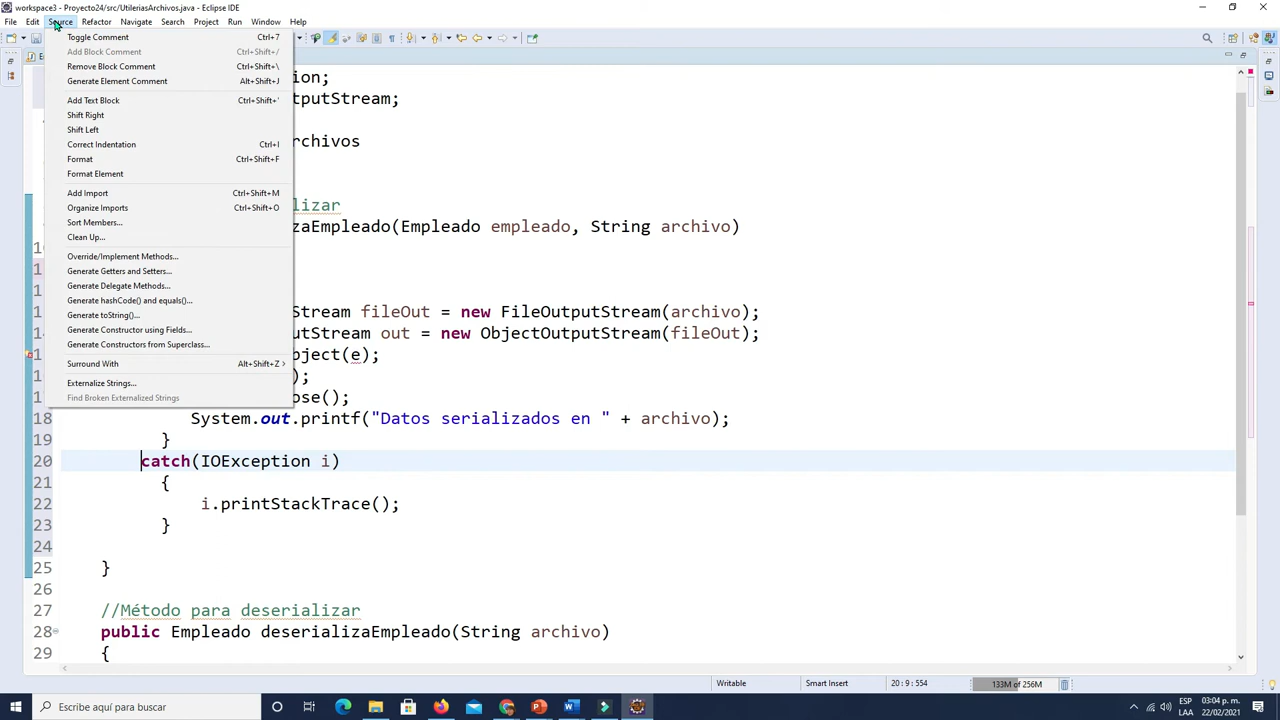 workspace3 - Proyecto24/src/UtileriasArchivos.java - Eclipse IDE
File Edit Source Refactor Navigate Search Project Run Window Help
Toggle Comment Ctrl+7
Add Block Comment Ctrl+Shift+/
Remove Block Comment Ctrl+Shift+\
Generate Element Comment Alt+Shift+J
Add Text Block Ctrl+Shift+'
Shift Right
Shift Left
Correct Indentation Ctrl+I
Format Ctrl+Shift+F
Format Element
Add Import Ctrl+Shift+M
Organize Imports Ctrl+Shift+O
Sort Members...
Clean Up...
Override/Implement Methods...
Generate Getters and Setters...
Generate Delegate Methods...
Generate hashCode() and equals()...
Generate toString()...
Generate Constructor using Fields...
Generate Constructors from Superclass...
Surround With Alt+Shift+Z
Externalize Strings...
Find Broken Externalized Strings
ion;
tputStream;
rchivos
lizar
zaEmpleado(Empleado empleado, String archivo)
Stream fileOut = new FileOutputStream(archivo);
tputStream out = new ObjectOutputStream(fileOut);
bject(e);
);
ose();
18 System.out.printf("Datos serializados en " + archivo);
19 }
20 catch(IOException i)
21 {
22 i.printStackTrace();
23 }
24
25 }
26
27 //Método para deserializar
28 public Empleado deserializaEmpleado(String archivo)
29 {
Writable Smart Insert 20 : 9 : 554 133M of 256M
Escribe aquí para buscar
ESP 03:04 p. m.
LAA 22/02/2021